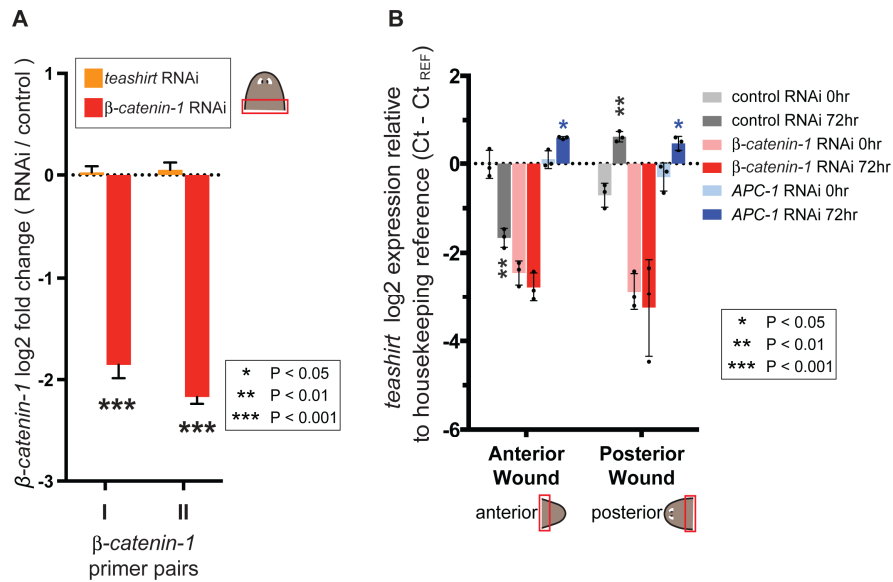 A
teashirt RNAi
β-catenin-1 RNAi
β-catenin-1 log2 fold change ( RNAi / control)
1
0
-1
-2
-3
***
***
* P < 0.05
** P < 0.01
*** P < 0.001
I II
β-catenin-1
primer pairs
B
teashirt log2 expression relative
to housekeeping reference (Ct - Ct REF)
2
0
-2
-4
-6
**
*
**
*
control RNAi 0hr
control RNAi 72hr
β-catenin-1 RNAi 0hr
β-catenin-1 RNAi 72hr
APC-1 RNAi 0hr
APC-1 RNAi 72hr
* P < 0.05
** P < 0.01
*** P < 0.001
Anterior
Wound
Posterior
Wound
anterior
posterior